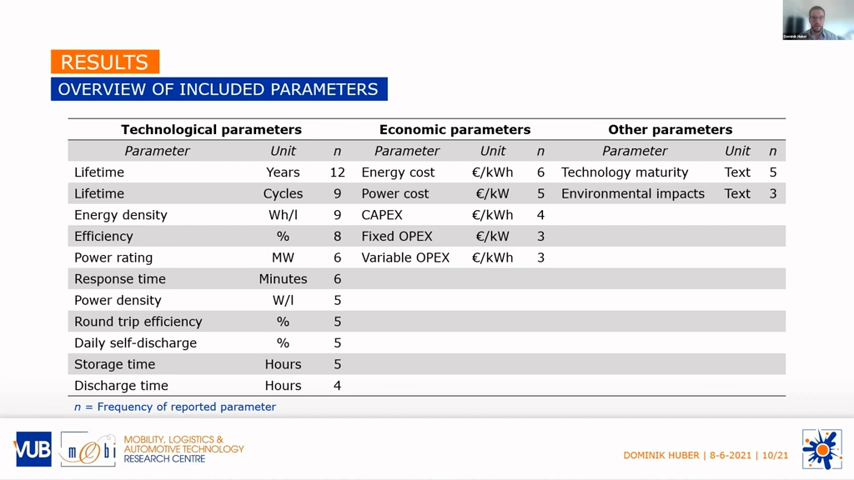 Dominik Huber
RESULTS
OVERVIEW OF INCLUDED PARAMETERS
Technological parameters Economic parameters Other parameters
Parameter Unit n Parameter Unit n Parameter Unit n
Lifetime Years 12 Energy cost €/kWh 6 Technology maturity Text 5
Lifetime Cycles 9 Power cost €/kW 5 Environmental impacts Text 3
Energy density Wh/l 9 CAPEX €/kWh 4
Efficiency % 8 Fixed OPEX €/kW 3
Power rating MW 6 Variable OPEX €/kWh 3
Response time Minutes 6
Power density W/l 5
Round trip efficiency % 5
Daily self-discharge % 5
Storage time Hours 5
Discharge time Hours 4
n = Frequency of reported parameter
VUB mobi MOBILITY, LOGISTICS &
AUTOMOTIVE TECHNOLOGY
RESEARCH CENTRE
DOMINIK HUBER | 8-6-2021 | 10/21